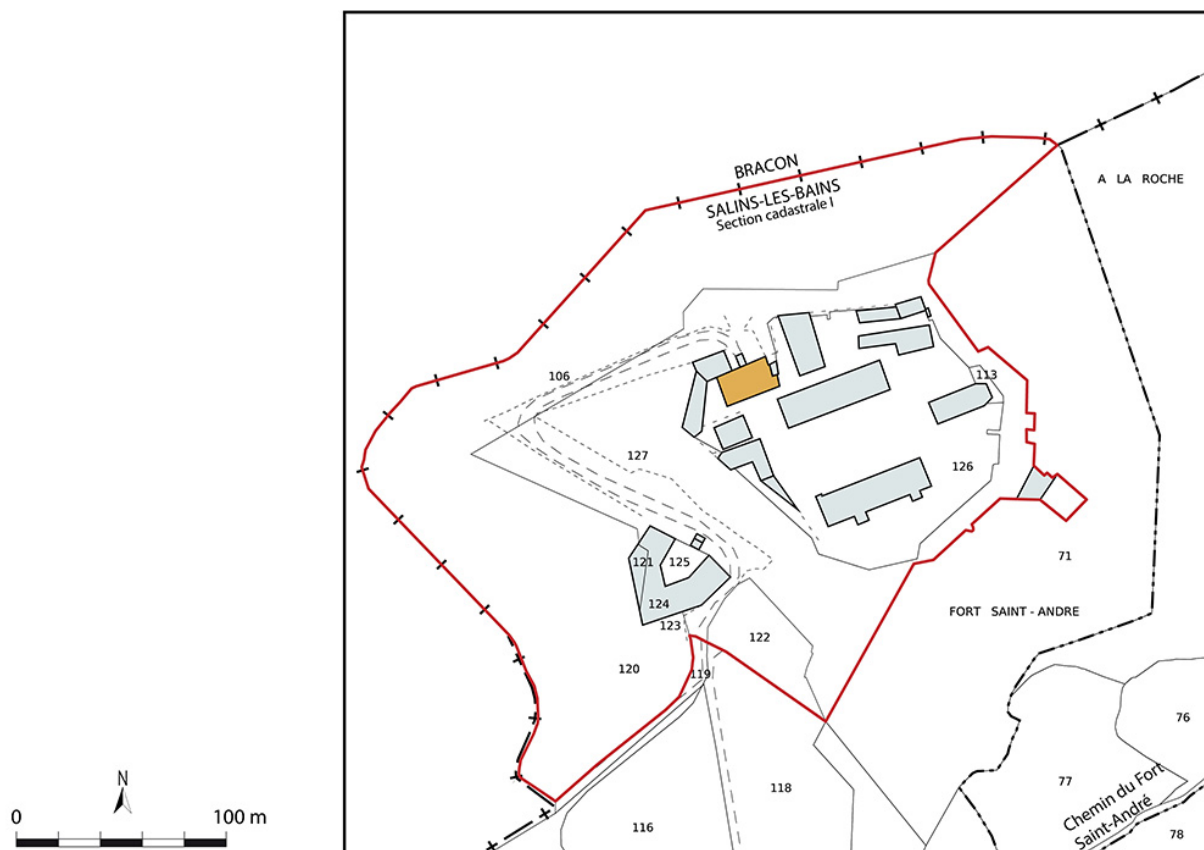 BRACON
SALINS-LES-BAINS
Section cadastrale I
A LA ROCHE
106
113
127
126
121
125
71
124
FORT SAINT - ANDRE
123
122
120
119
76
77
118
Chemin du Fort
Saint-André
116
78
N
0
100 m